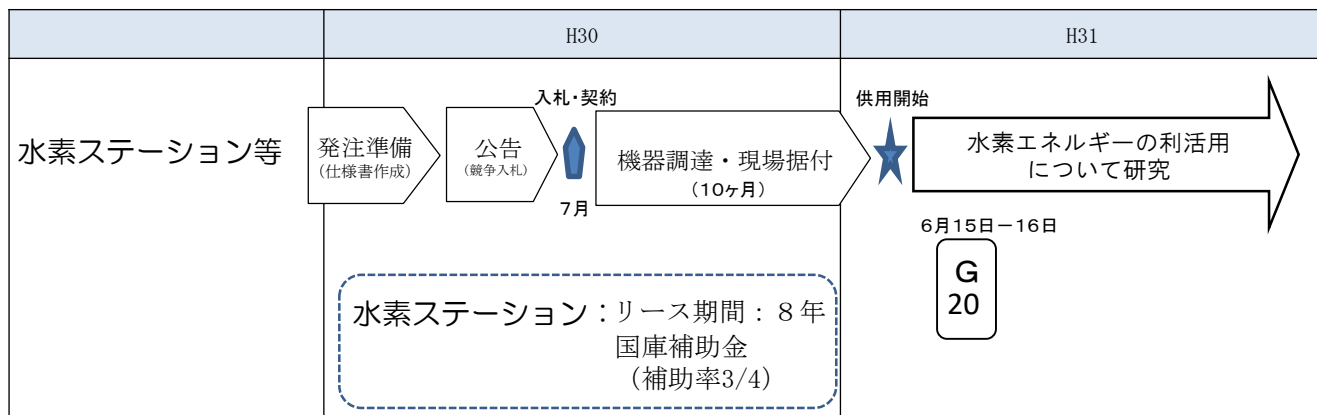 H30
H31
水素ステーション等
発注準備
(仕様書作成)
公告
(競争入札)
入札・契約
7月
機器調達・現場据付
(10ヶ月)
供用開始
水素エネルギーの利活用
について研究
6月15日－16日
G
20
水素ステーション：リース期間：８年
国庫補助金
（補助率3/4）